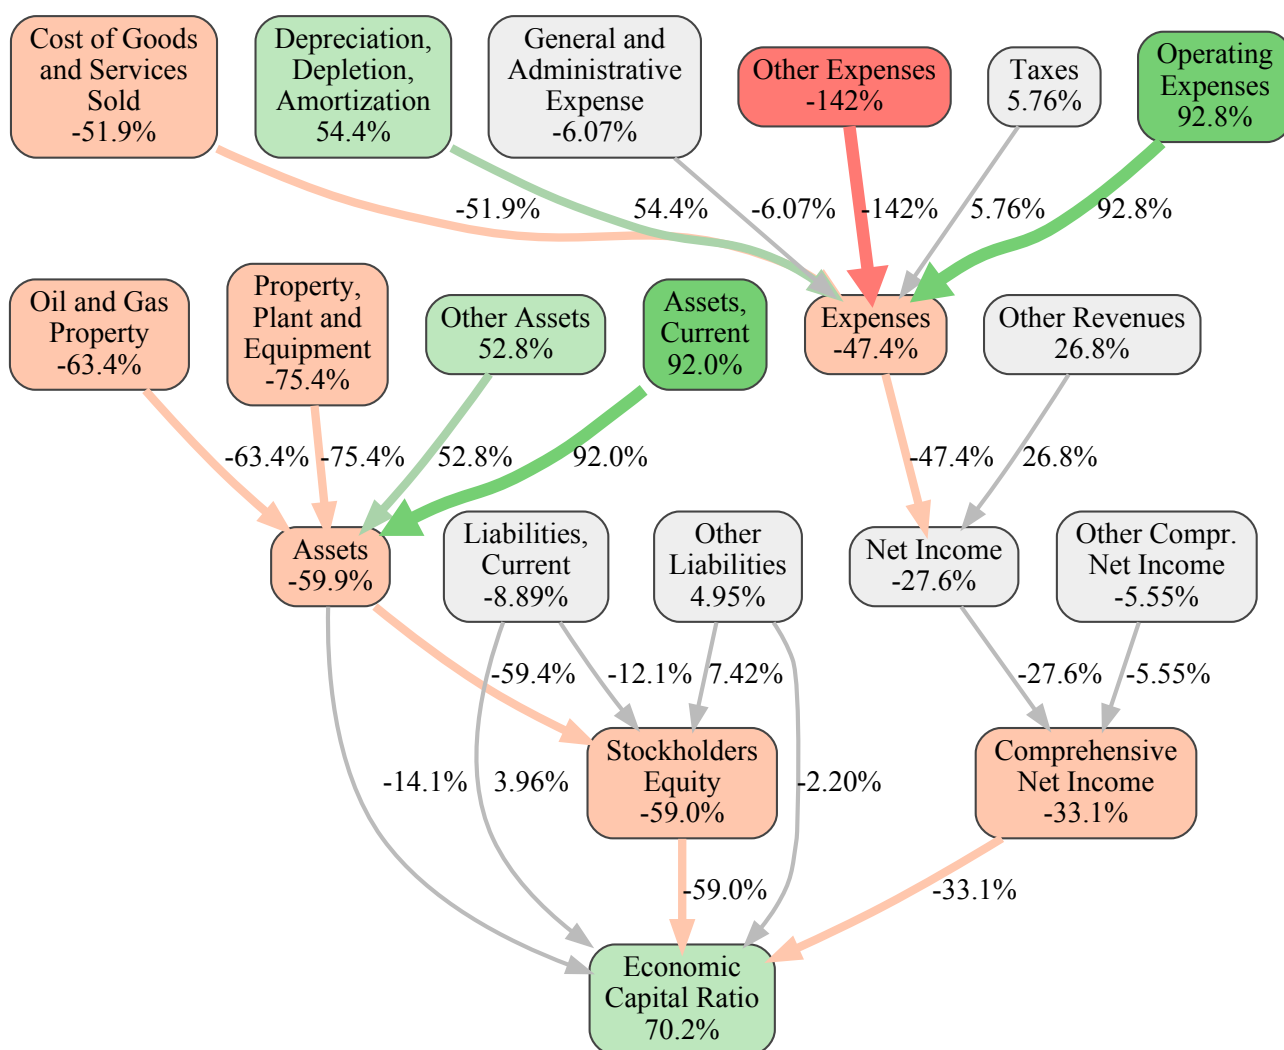 Cost of Goods
and Services
Sold
-51.9%
Depreciation,
Depletion,
Amortization
54.4%
General and
Administrative
Expense
-6.07%
Other Expenses
-142%
Taxes
5.76%
Operating
Expenses
92.8%
-51.9%
54.4%
-6.07%
-142%
5.76%
92.8%
Oil and Gas
Property
-63.4%
Property,
Plant and
Equipment
-75.4%
Other Assets
52.8%
Assets,
Current
92.0%
Expenses
-47.4%
Other Revenues
26.8%
-63.4%
-75.4%
52.8%
92.0%
-47.4%
26.8%
Assets
-59.9%
Liabilities,
Current
-8.89%
Other
Liabilities
4.95%
Net Income
-27.6%
Other Compr.
Net Income
-5.55%
-59.4%
-12.1%
7.42%
-27.6%
-5.55%
Stockholders
Equity
-59.0%
Comprehensive
Net Income
-33.1%
-14.1%
3.96%
-2.20%
-59.0%
-33.1%
Economic
Capital Ratio
70.2%